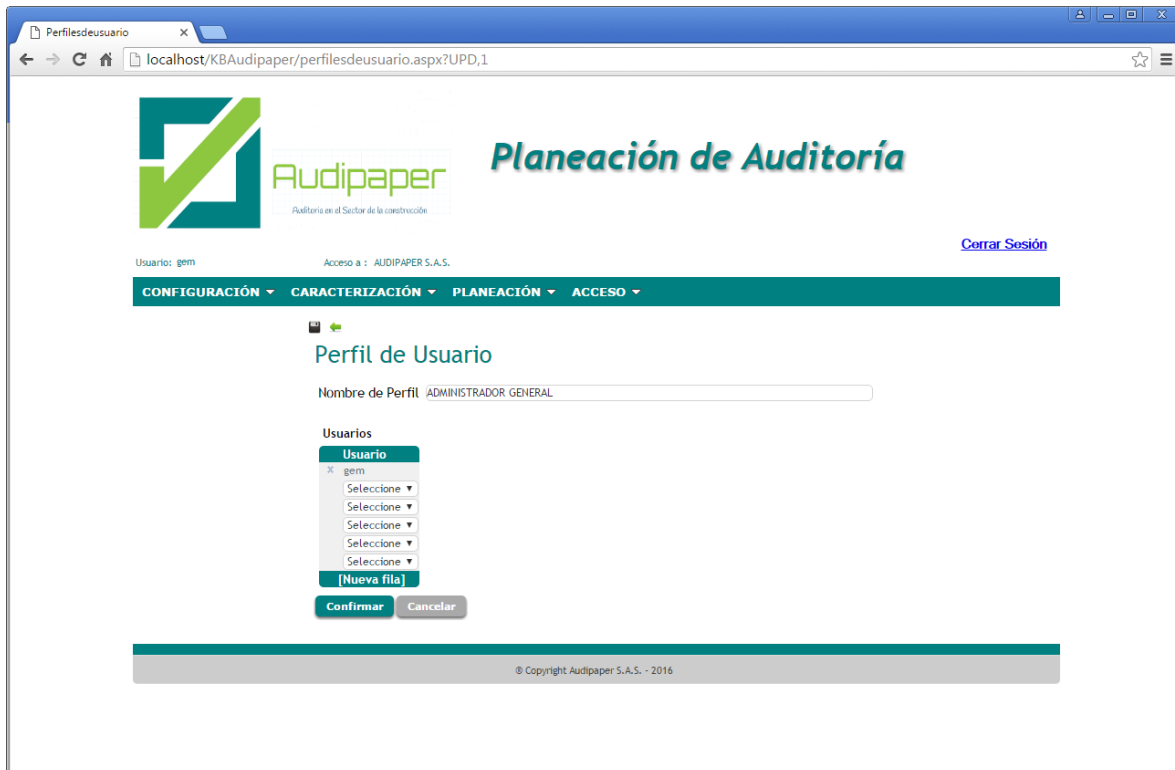 Perfilesdeusuario
localhost/KBAudipaper/perfilesdeusuario.aspx?UPD,1
Audipaper
Auditoria en el Sector de la construcción
Planeación de Auditoría
Cerrar Sesión
Usuario: gem Acceso a : AUDIPAPER S.A.S.
CONFIGURACIÓN CARACTERIZACIÓN PLANEACIÓN ACCESO
Perfil de Usuario
Nombre de Perfil ADMINISTRADOR GENERAL
Usuarios
Usuario
x gem
Seleccione
Seleccione
Seleccione
Seleccione
Seleccione
[Nueva fila]
Confirmar Cancelar
® Copyright Audipaper S.A.S. - 2016